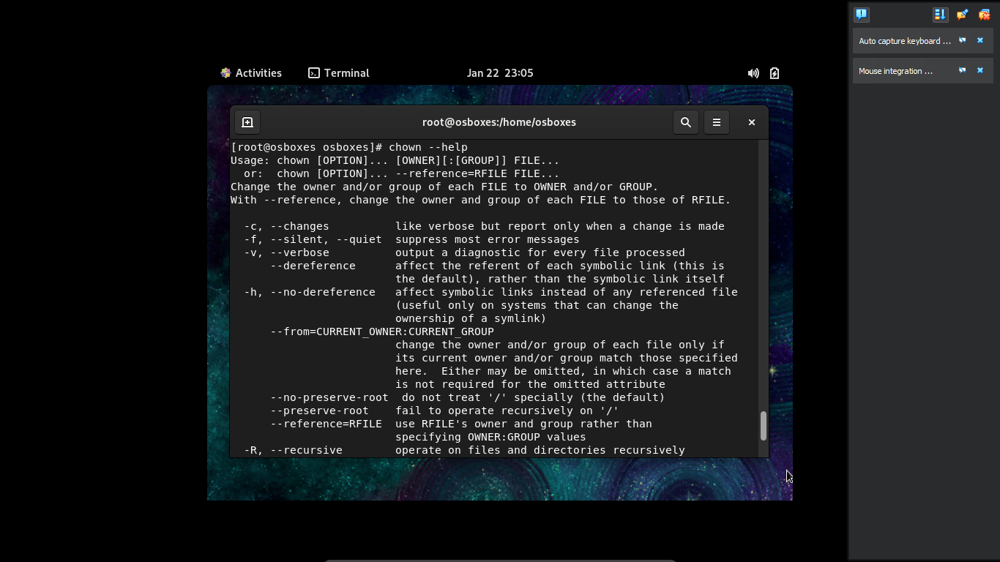 Activities Terminal Jan 22 23:05
root@osboxes:/home/osboxes
[root@osboxes osboxes]# chown --help
Usage: chown [OPTION]... [OWNER][:[GROUP]] FILE...
  or:  chown [OPTION]... --reference=RFILE FILE...
Change the owner and/or group of each FILE to OWNER and/or GROUP.
With --reference, change the owner and group of each FILE to those of RFILE.
  -c, --changes          like verbose but report only when a change is made
  -f, --silent, --quiet  suppress most error messages
  -v, --verbose          output a diagnostic for every file processed
      --dereference      affect the referent of each symbolic link (this is
                         the default), rather than the symbolic link itself
  -h, --no-dereference   affect symbolic links instead of any referenced file
                         (useful only on systems that can change the
                         ownership of a symlink)
      --from=CURRENT_OWNER:CURRENT_GROUP
                         change the owner and/or group of each file only if
                         its current owner and/or group match those specified
                         here.  Either may be omitted, in which case a match
                         is not required for the omitted attribute
      --no-preserve-root  do not treat '/' specially (the default)
      --preserve-root    fail to operate recursively on '/'
      --reference=RFILE  use RFILE's owner and group rather than
                         specifying OWNER:GROUP values
  -R, --recursive        operate on files and directories recursively
Auto capture keyboard ...
Mouse integration ...